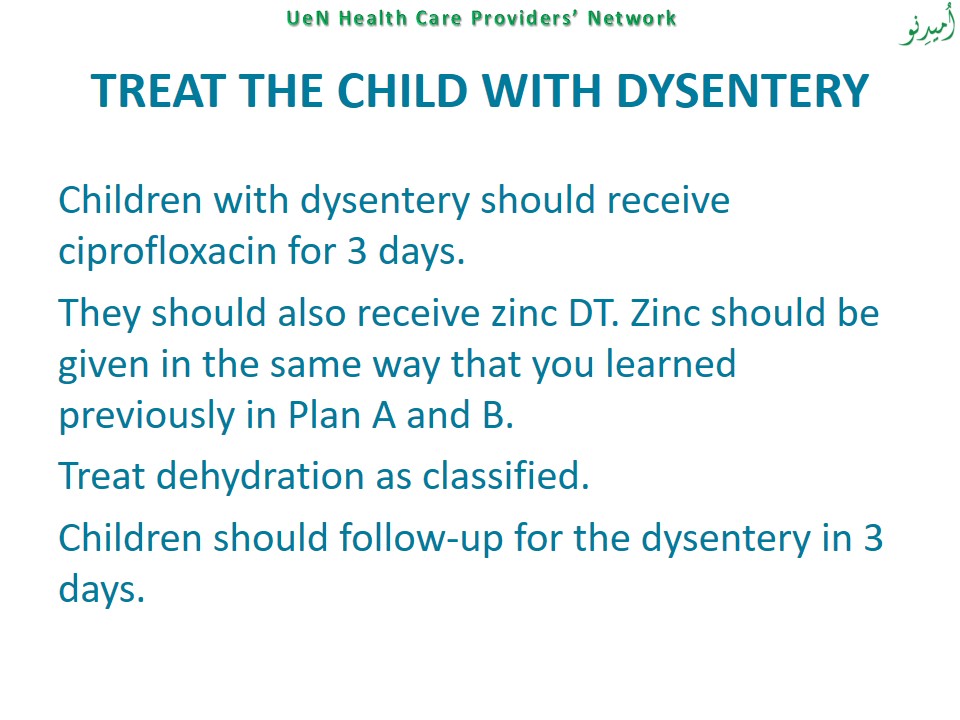 UeN Health Care Providers’ Network
اُمیدِنو
TREAT THE CHILD WITH DYSENTERY
Children with dysentery should receive
ciprofloxacin for 3 days.
They should also receive zinc DT. Zinc should be
given in the same way that you learned
previously in Plan A and B.
Treat dehydration as classified.
Children should follow-up for the dysentery in 3
days.